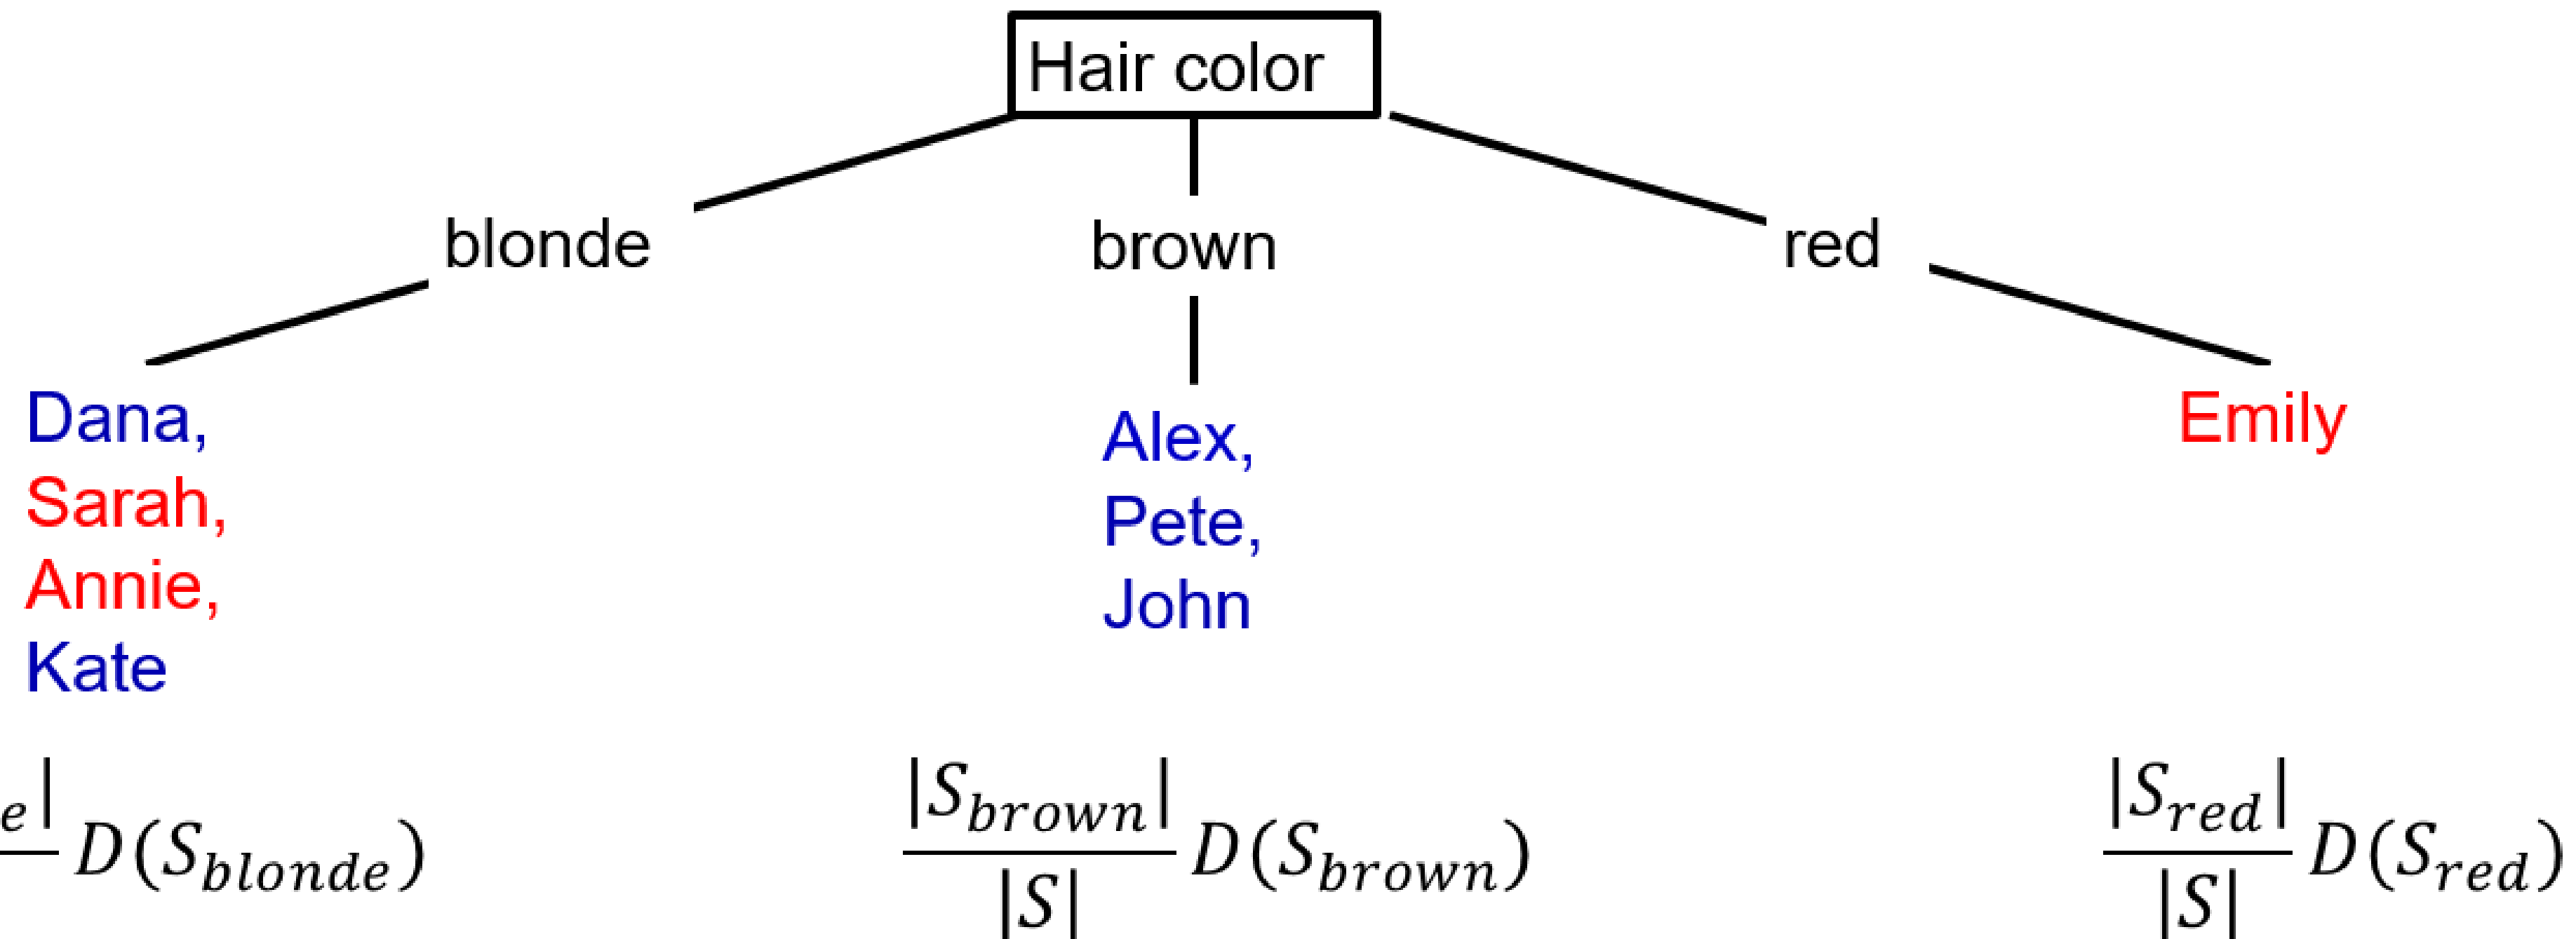 Hair color
blonde
brown
red
Dana,
Sarah,
Annie,
Kate
Alex,
Pete,
John
Emily
e| D(S_blonde)
|S_brown| / |S| D(S_brown)
|S_red| / |S| D(S_red)